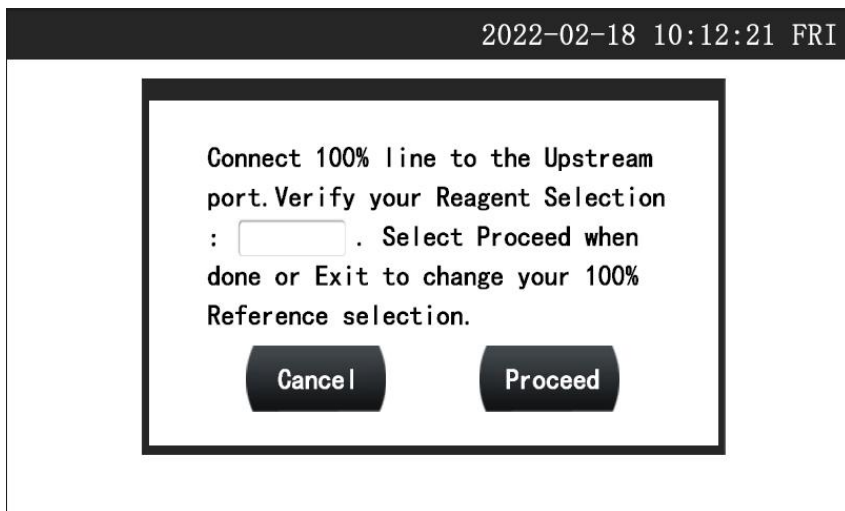 2022-02-18 10:12:21 FRI
Connect 100% line to the Upstream
port.Verify your Reagent Selection
: . Select Proceed when
done or Exit to change your 100%
Reference selection.
Cancel Proceed